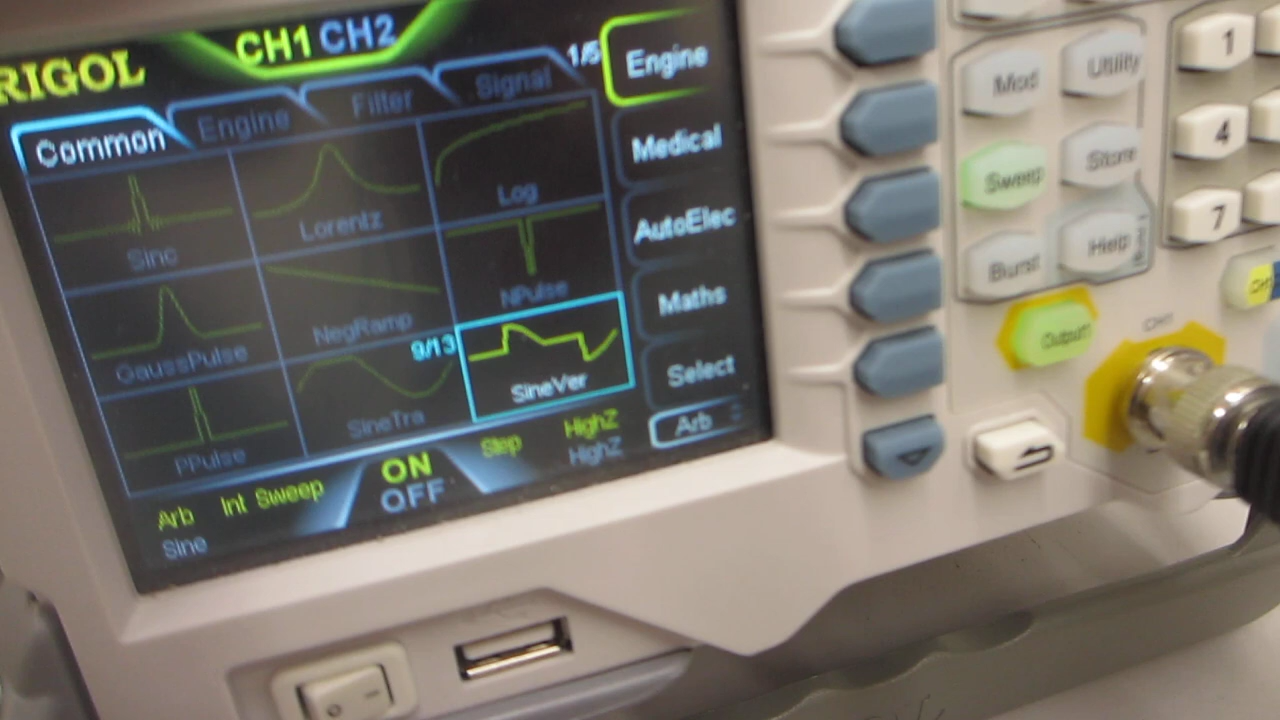 RIGOL
CH1 CH2
1/5
Engine
Common
Engine
Filter
Signal
Medical
Sinc
Lorentz
Log
AutoElec
GaussPulse
NegRamp
NPulse
Maths
9/13
PPulse
SineTra
SineVer
Select
Arb
Arb
Int Sweep
ON
Step
HighZ
Sine
OFF
HighZ
Mod
Utility
Sweep
Store
Burst
Help
1
4
7
CH1